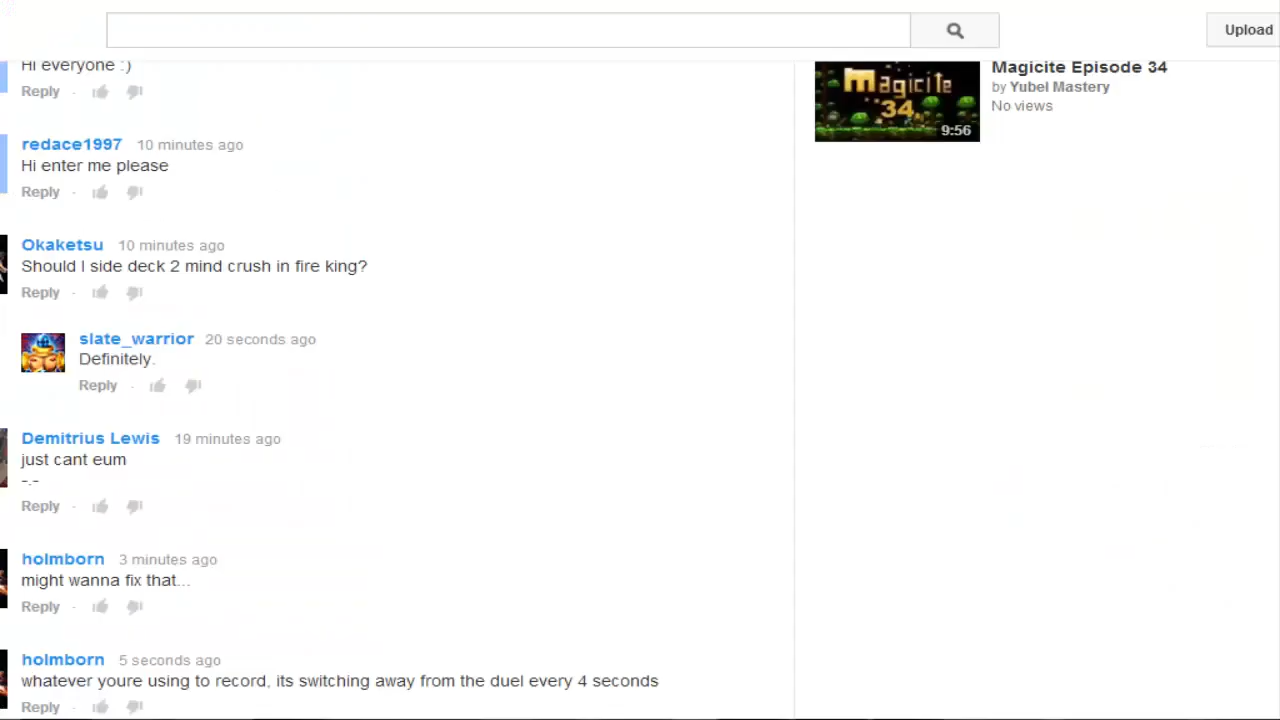 Upload
Hi everyone :)
Reply ·
redace1997 10 minutes ago
Hi enter me please
Reply ·
Okaketsu 10 minutes ago
Should I side deck 2 mind crush in fire king?
Reply ·
slate_warrior 20 seconds ago
Definitely.
Reply ·
Demitrius Lewis 19 minutes ago
just cant eum
-.-
Reply ·
holmborn 3 minutes ago
might wanna fix that...
Reply ·
holmborn 5 seconds ago
whatever youre using to record, its switching away from the duel every 4 seconds
Reply ·
magicite
34
9:56
Magicite Episode 34
by Yubel Mastery
No views